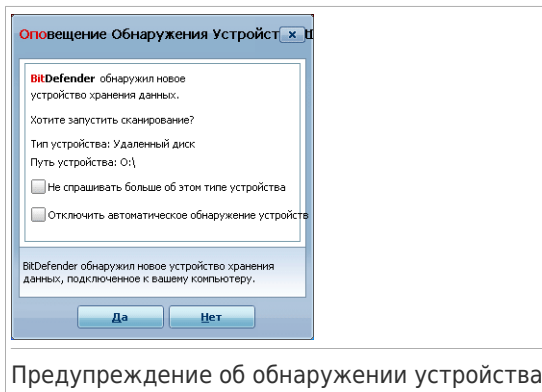 Оповещение Обнаружения Устройст
BitDefender обнаружил новое
устройство хранения данных.
Хотите запустить сканирование?
Тип устройства: Удаленный диск
Путь устройства: O:\
Не спрашивать больше об этом типе устройства
Отключить автоматическое обнаружение устройств
BitDefender обнаружил новое устройство хранения
данных, подключенное к вашему компьютеру.
Да
Нет
Предупреждение об обнаружении устройства